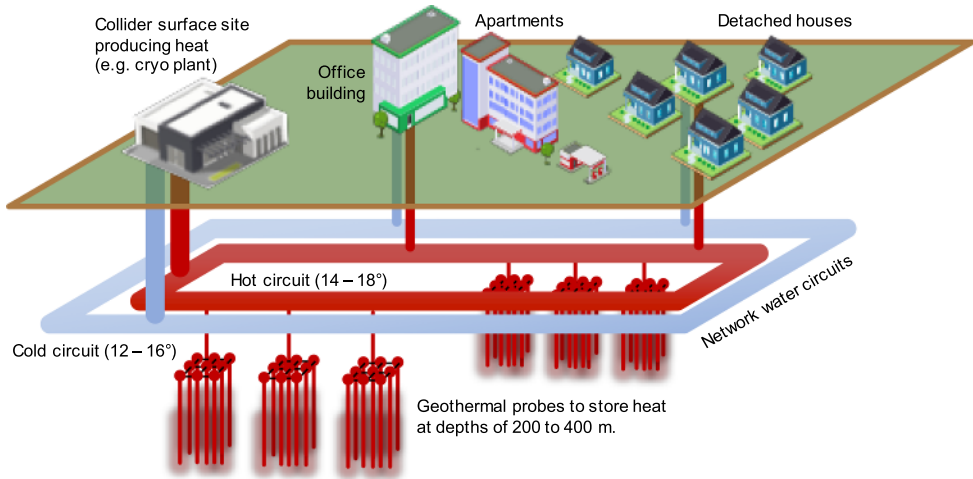 Collider surface site
producing heat
(e.g. cryo plant)
Office
building
Apartments
Detached houses
Hot circuit (14 – 18°)
Cold circuit (12 – 16°)
Network water circuits
Geothermal probes to store heat
at depths of 200 to 400 m.